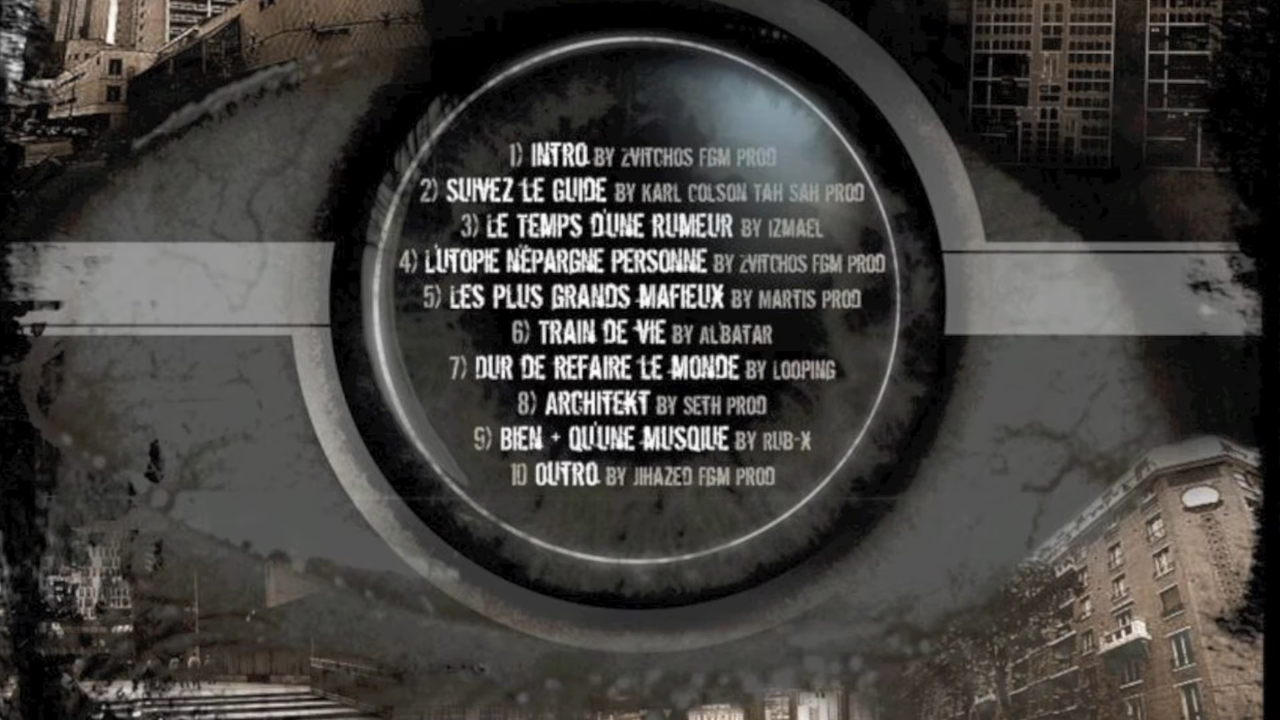 1) INTRO BY ZVITCHOS FGM PROD
2) SUIVEZ LE GUIDE BY KARL COLSON TAH SAH PROD
3) LE TEMPS D'UNE RUMEUR BY IZMAEL
4) L'UTOPIE N'ÉPARGNE PERSONNE BY ZVITCHOS FGM PROD
5) LES PLUS GRANDS MAFIEUX BY MARTIS PROD
6) TRAIN DE VIE BY AL'BATAR
7) DUR DE REFAIRE LE MONDE BY LOOPING
8) ARCHITEKT BY SETH PROD
9) BIEN + QU'UNE MUSQIUE BY RUB-X
10 OUTRO BY JIHAZED FGM PROD